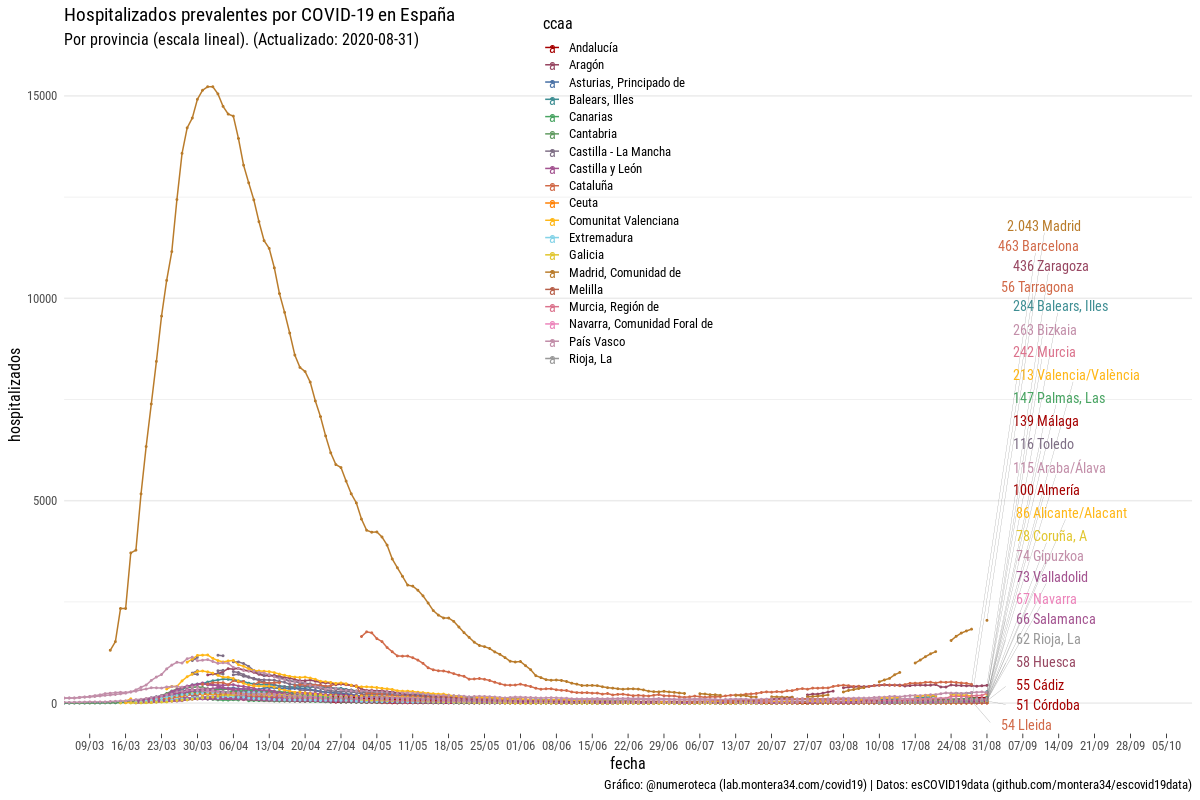 Hospitalizados prevalentes por COVID-19 en España
Por provincia (escala lineal). (Actualizado: 2020-08-31)
ccaa
Andalucía
Aragón
Asturias, Principado de
Balears, Illes
Canarias
Cantabria
Castilla - La Mancha
Castilla y León
Cataluña
Ceuta
Comunitat Valenciana
Extremadura
Galicia
Madrid, Comunidad de
Melilla
Murcia, Región de
Navarra, Comunidad Foral de
País Vasco
Rioja, La
hospitalizados
15000
10000
5000
0
2.043 Madrid
463 Barcelona
436 Zaragoza
56 Tarragona
284 Balears, Illes
263 Bizkaia
242 Murcia
213 Valencia/València
147 Palmas, Las
139 Málaga
116 Toledo
115 Araba/Álava
100 Almería
86 Alicante/Alacant
78 Coruña, A
74 Gipuzkoa
73 Valladolid
67 Navarra
66 Salamanca
62 Rioja, La
58 Huesca
55 Cádiz
51 Córdoba
54 Lleida
09/03 16/03 23/03 30/03 06/04 13/04 20/04 27/04 04/05 11/05 18/05 25/05 01/06 08/06 15/06 22/06 29/06 06/07 13/07 20/07 27/07 03/08 10/08 17/08 24/08 31/08 07/09 14/09 21/09 28/09 05/10
fecha
Gráfico: @numeroteca (lab.montera34.com/covid19) | Datos: esCOVID19data (github.com/montera34/escovid19data)